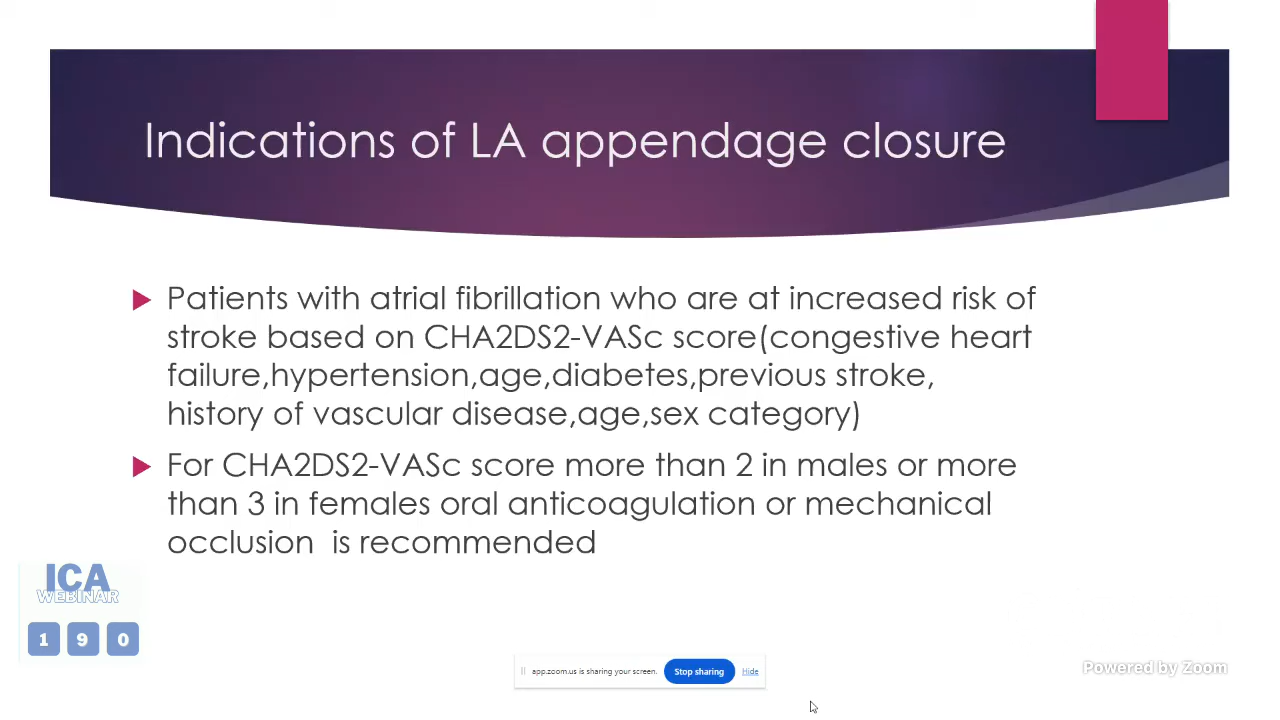 Indications of LA appendage closure
Patients with atrial fibrillation who are at increased risk of
stroke based on CHA2DS2-VASc score(congestive heart
failure,hypertension,age,diabetes,previous stroke,
history of vascular disease,age,sex category)
For CHA2DS2-VASc score more than 2 in males or more
than 3 in females oral anticoagulation or mechanical
occlusion  is recommended
ICA
WEBINAR
1 9 0
app.zoom.us is sharing your screen. Stop sharing Hide
Powered by Zoom